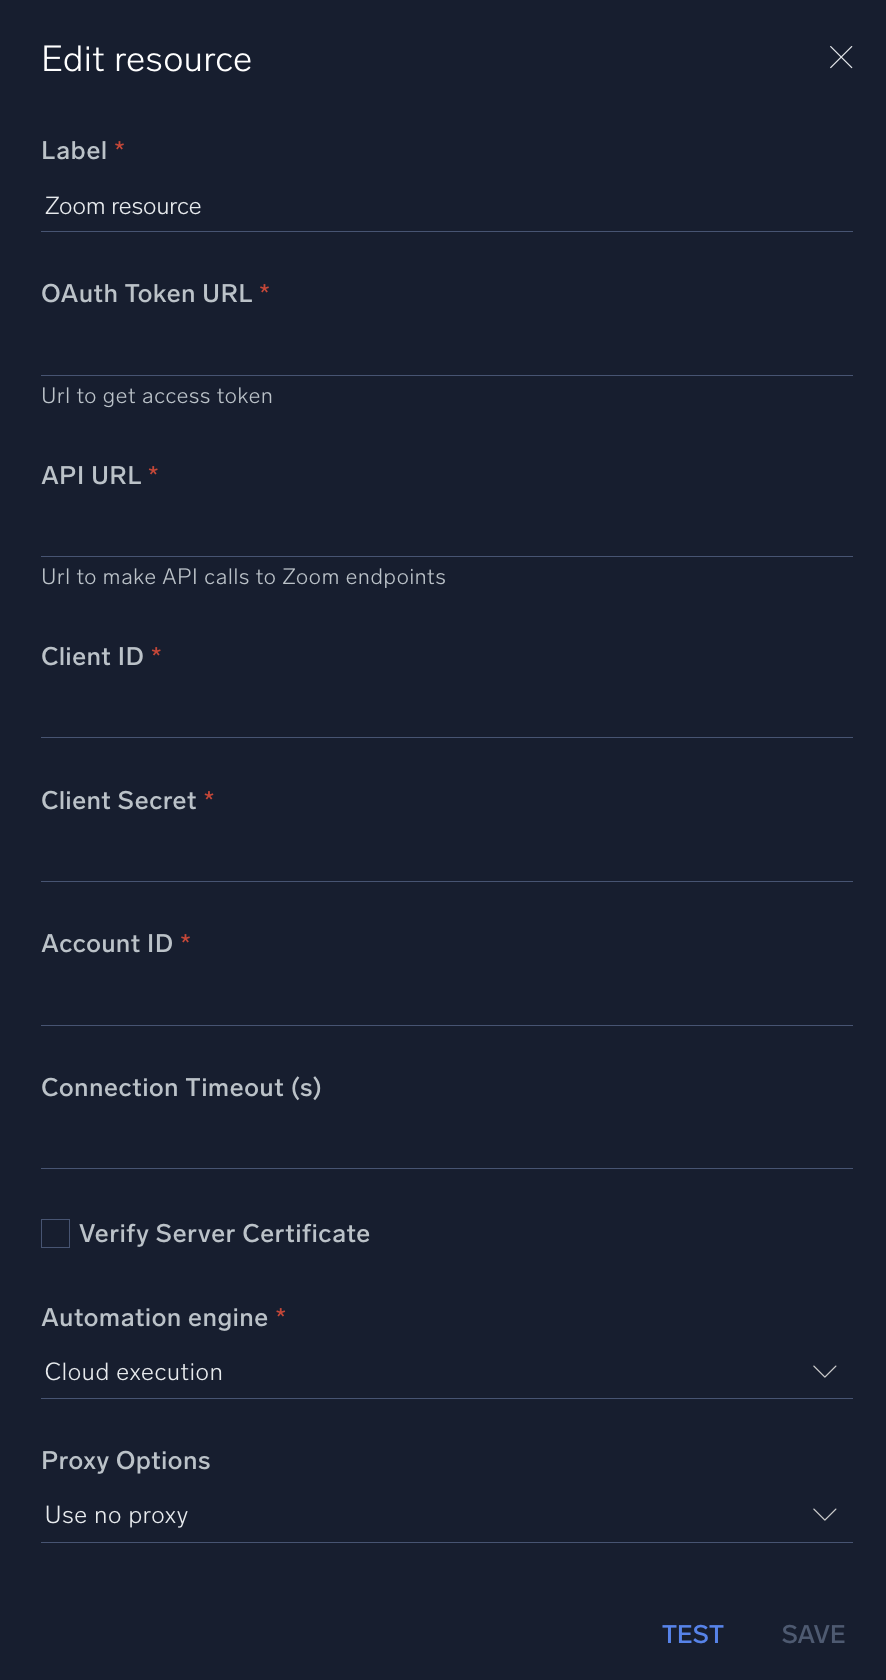 Edit resource
Label *
Zoom resource
OAuth Token URL *
Url to get access token
API URL *
Url to make API calls to Zoom endpoints
Client ID *
Client Secret *
Account ID *
Connection Timeout (s)
Verify Server Certificate
Automation engine *
Cloud execution
Proxy Options
Use no proxy
TEST SAVE